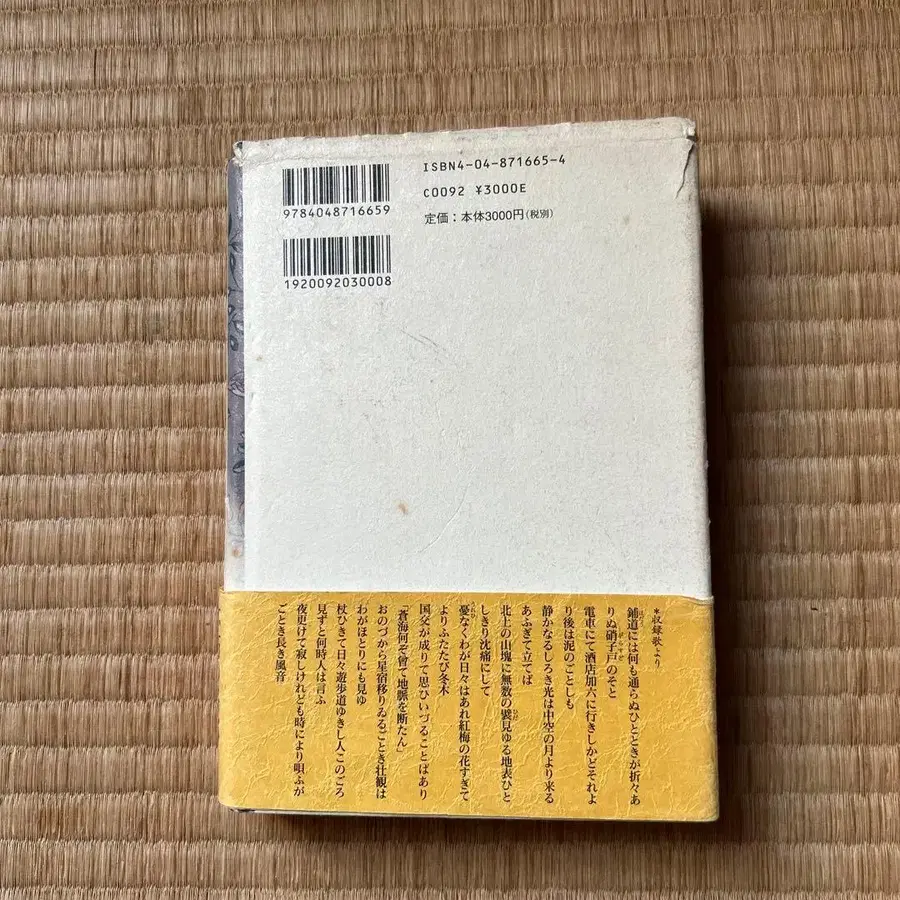 ISBN4-04-871665-4
C0092 ¥3000E
定価：本体3000円(税別)
9784048716659
1920092030008
*収録歌より
鋪道には何も通らぬひとときが折々あ
りぬ硝子戸のそと
電車にて酒店加六に行きしかどそれよ
り後は泥のごとしも
静かなるしろき光は中空の月より来る
あふぎて立てば
北上の山塊に無数の襞見ゆる地表ひと
しきり沈痛にして
憂なくわが日々はあれ紅梅の花すぎて
よりふたたび冬木
国交が成りて思ひいづることばあり
「蒼海何ぞ曾て地脈を断たん」
おのづから星宿移りゐるごとき壮観は
わがほとりにも見ゆ
杖ひきて日々遊歩道ゆきし人このごろ
見ずと何時人は言ふ
夜更けて寂しけれども時により唄ふが
ごとき長き風音